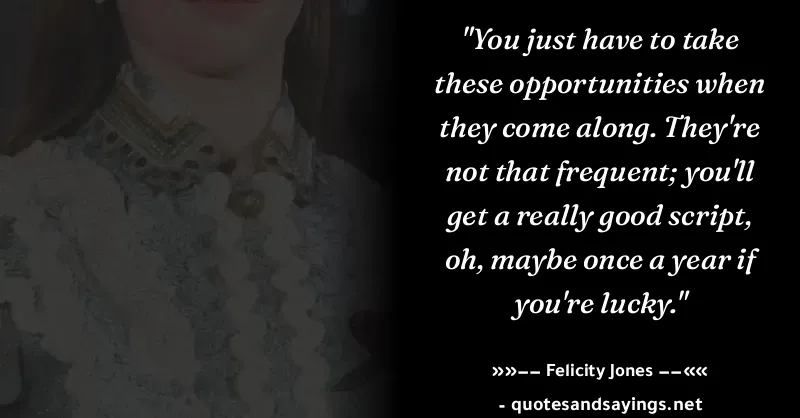 "You just have to take
these opportunities when
they come along. They're
not that frequent; you'll
get a really good script,
oh, maybe once a year if
you're lucky."
»»–– Felicity Jones ––««
- quotesandsayings.net